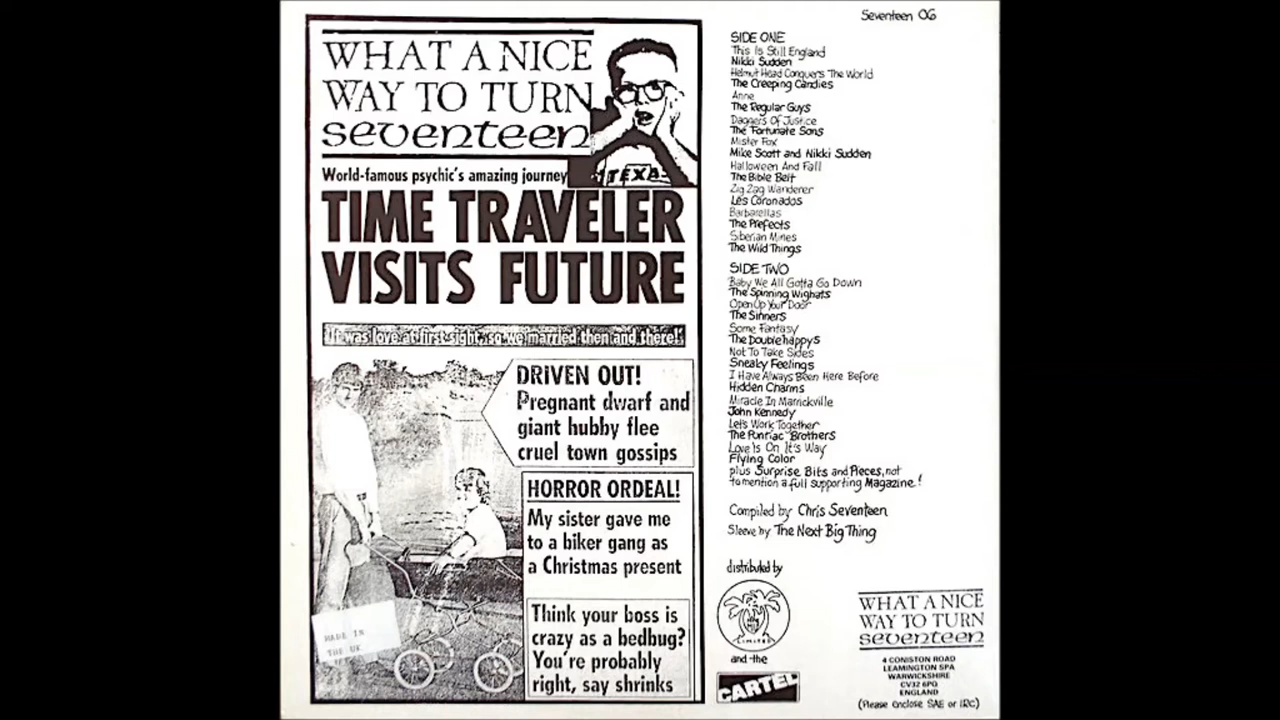 WHAT A NICE
WAY TO TURN
seventeen
TEXAS
World-famous psychic's amazing journey
TIME TRAVELER
VISITS FUTURE
'It was love at first sight, so we married then and there!'
DRIVEN OUT!
Pregnant dwarf and
giant hubby flee
cruel town gossips
HORROR ORDEAL!
My sister gave me
to a biker gang as
a Christmas present
Think your boss is
crazy as a bedbug?
You're probably
right, say shrinks
MADE IN
THE UK
Seventeen 06
SIDE ONE
This Is Still England
Nikki Sudden
Helmut Head Conquers The World
The Creeping Candies
Anne
The Regular Guys
Daggers Of Justice
The Fortunate Sons
Mister Fox
Mike Scott and Nikki Sudden
Halloween And Fall
The Bible Belt
Zig Zag Wanderer
Les Coronados
Barbarellas
The Prefects
Siberian Mines
The Wild Things
SIDE TWO
Baby We All Gotta Go Down
The Spinning Wighats
Open Up Your Door
The Sinners
Some Fantasy
The Doublehappys
Not To Take Sides
Sneaky Feelings
I Have Always Been Here Before
Hidden Charms
Miracle In Marrickville
John Kennedy
Let's Work Together
The Pontiac Brothers
Love Is On It's Way
Flying Color
plus Surprise Bits and Pieces, not
to mention a full supporting Magazine!
Compiled by Chris Seventeen
Sleeve by The Next Big Thing
distributed by
LIMITED
and the
CARTEL
WHAT A NICE
WAY TO TURN
seventeen
4 CONISTON ROAD
LEAMINGTON SPA
WARWICKSHIRE
CV32 6PQ
ENGLAND
(Please enclose SAE or IRC)